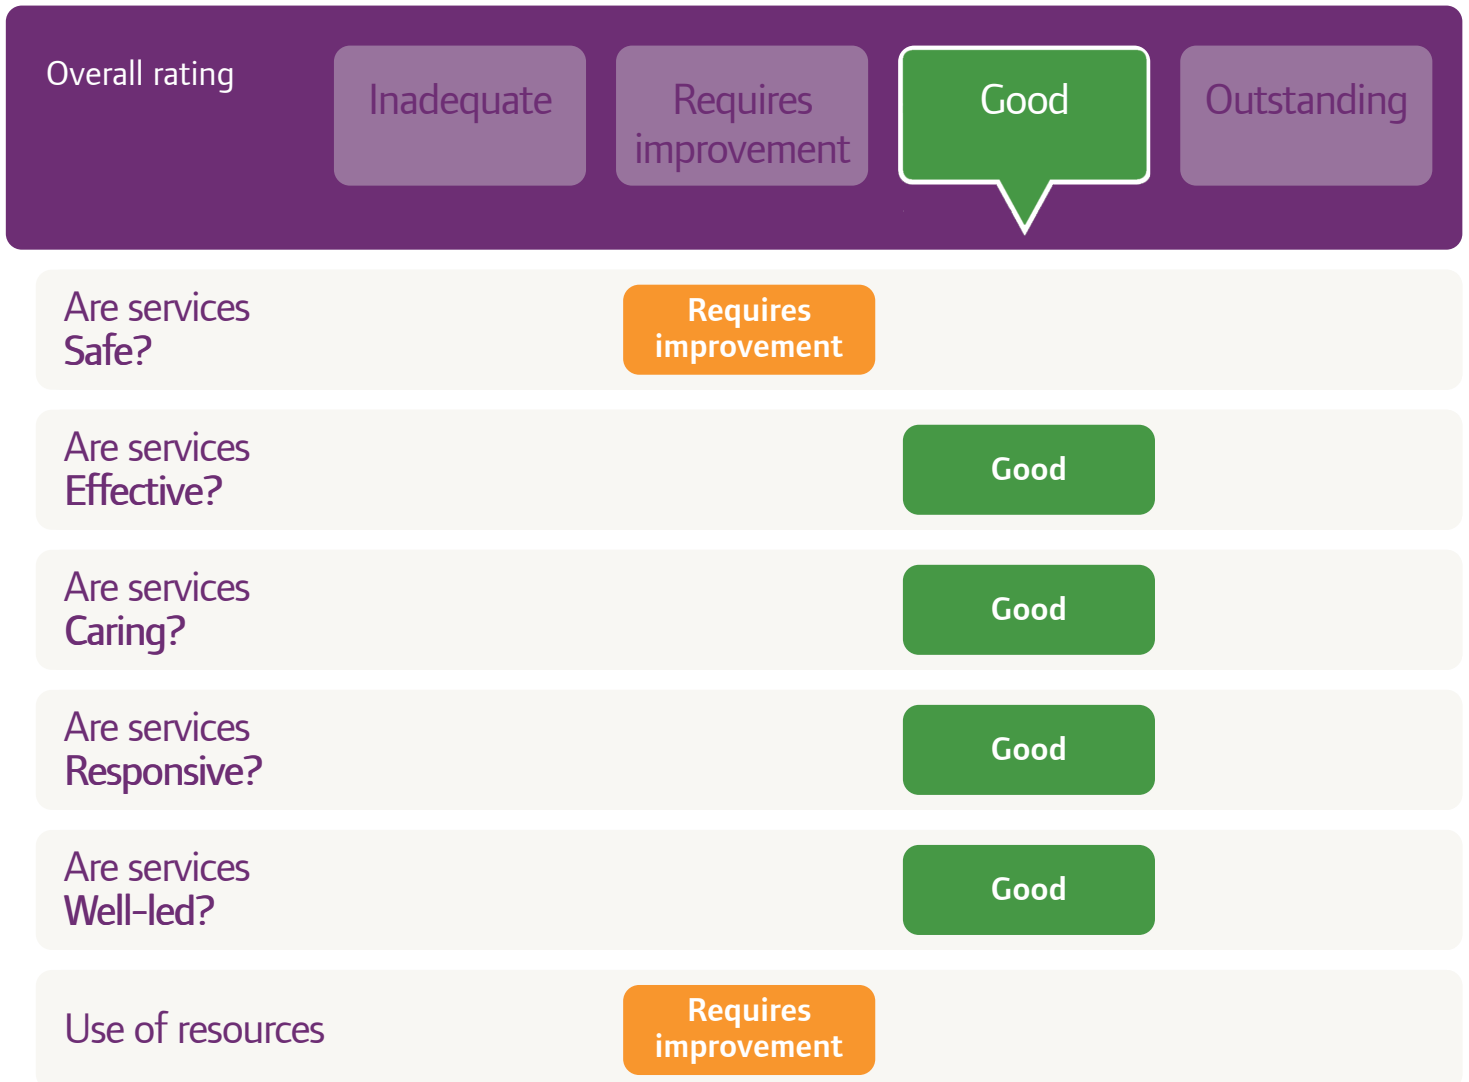 Overall rating
Inadequate
Requires
improvement
Good
Outstanding
Are services
Safe?
Requires
improvement
Are services
Effective?
Good
Are services
Caring?
Good
Are services
Responsive?
Good
Are services
Well-led?
Good
Use of resources
Requires
improvement